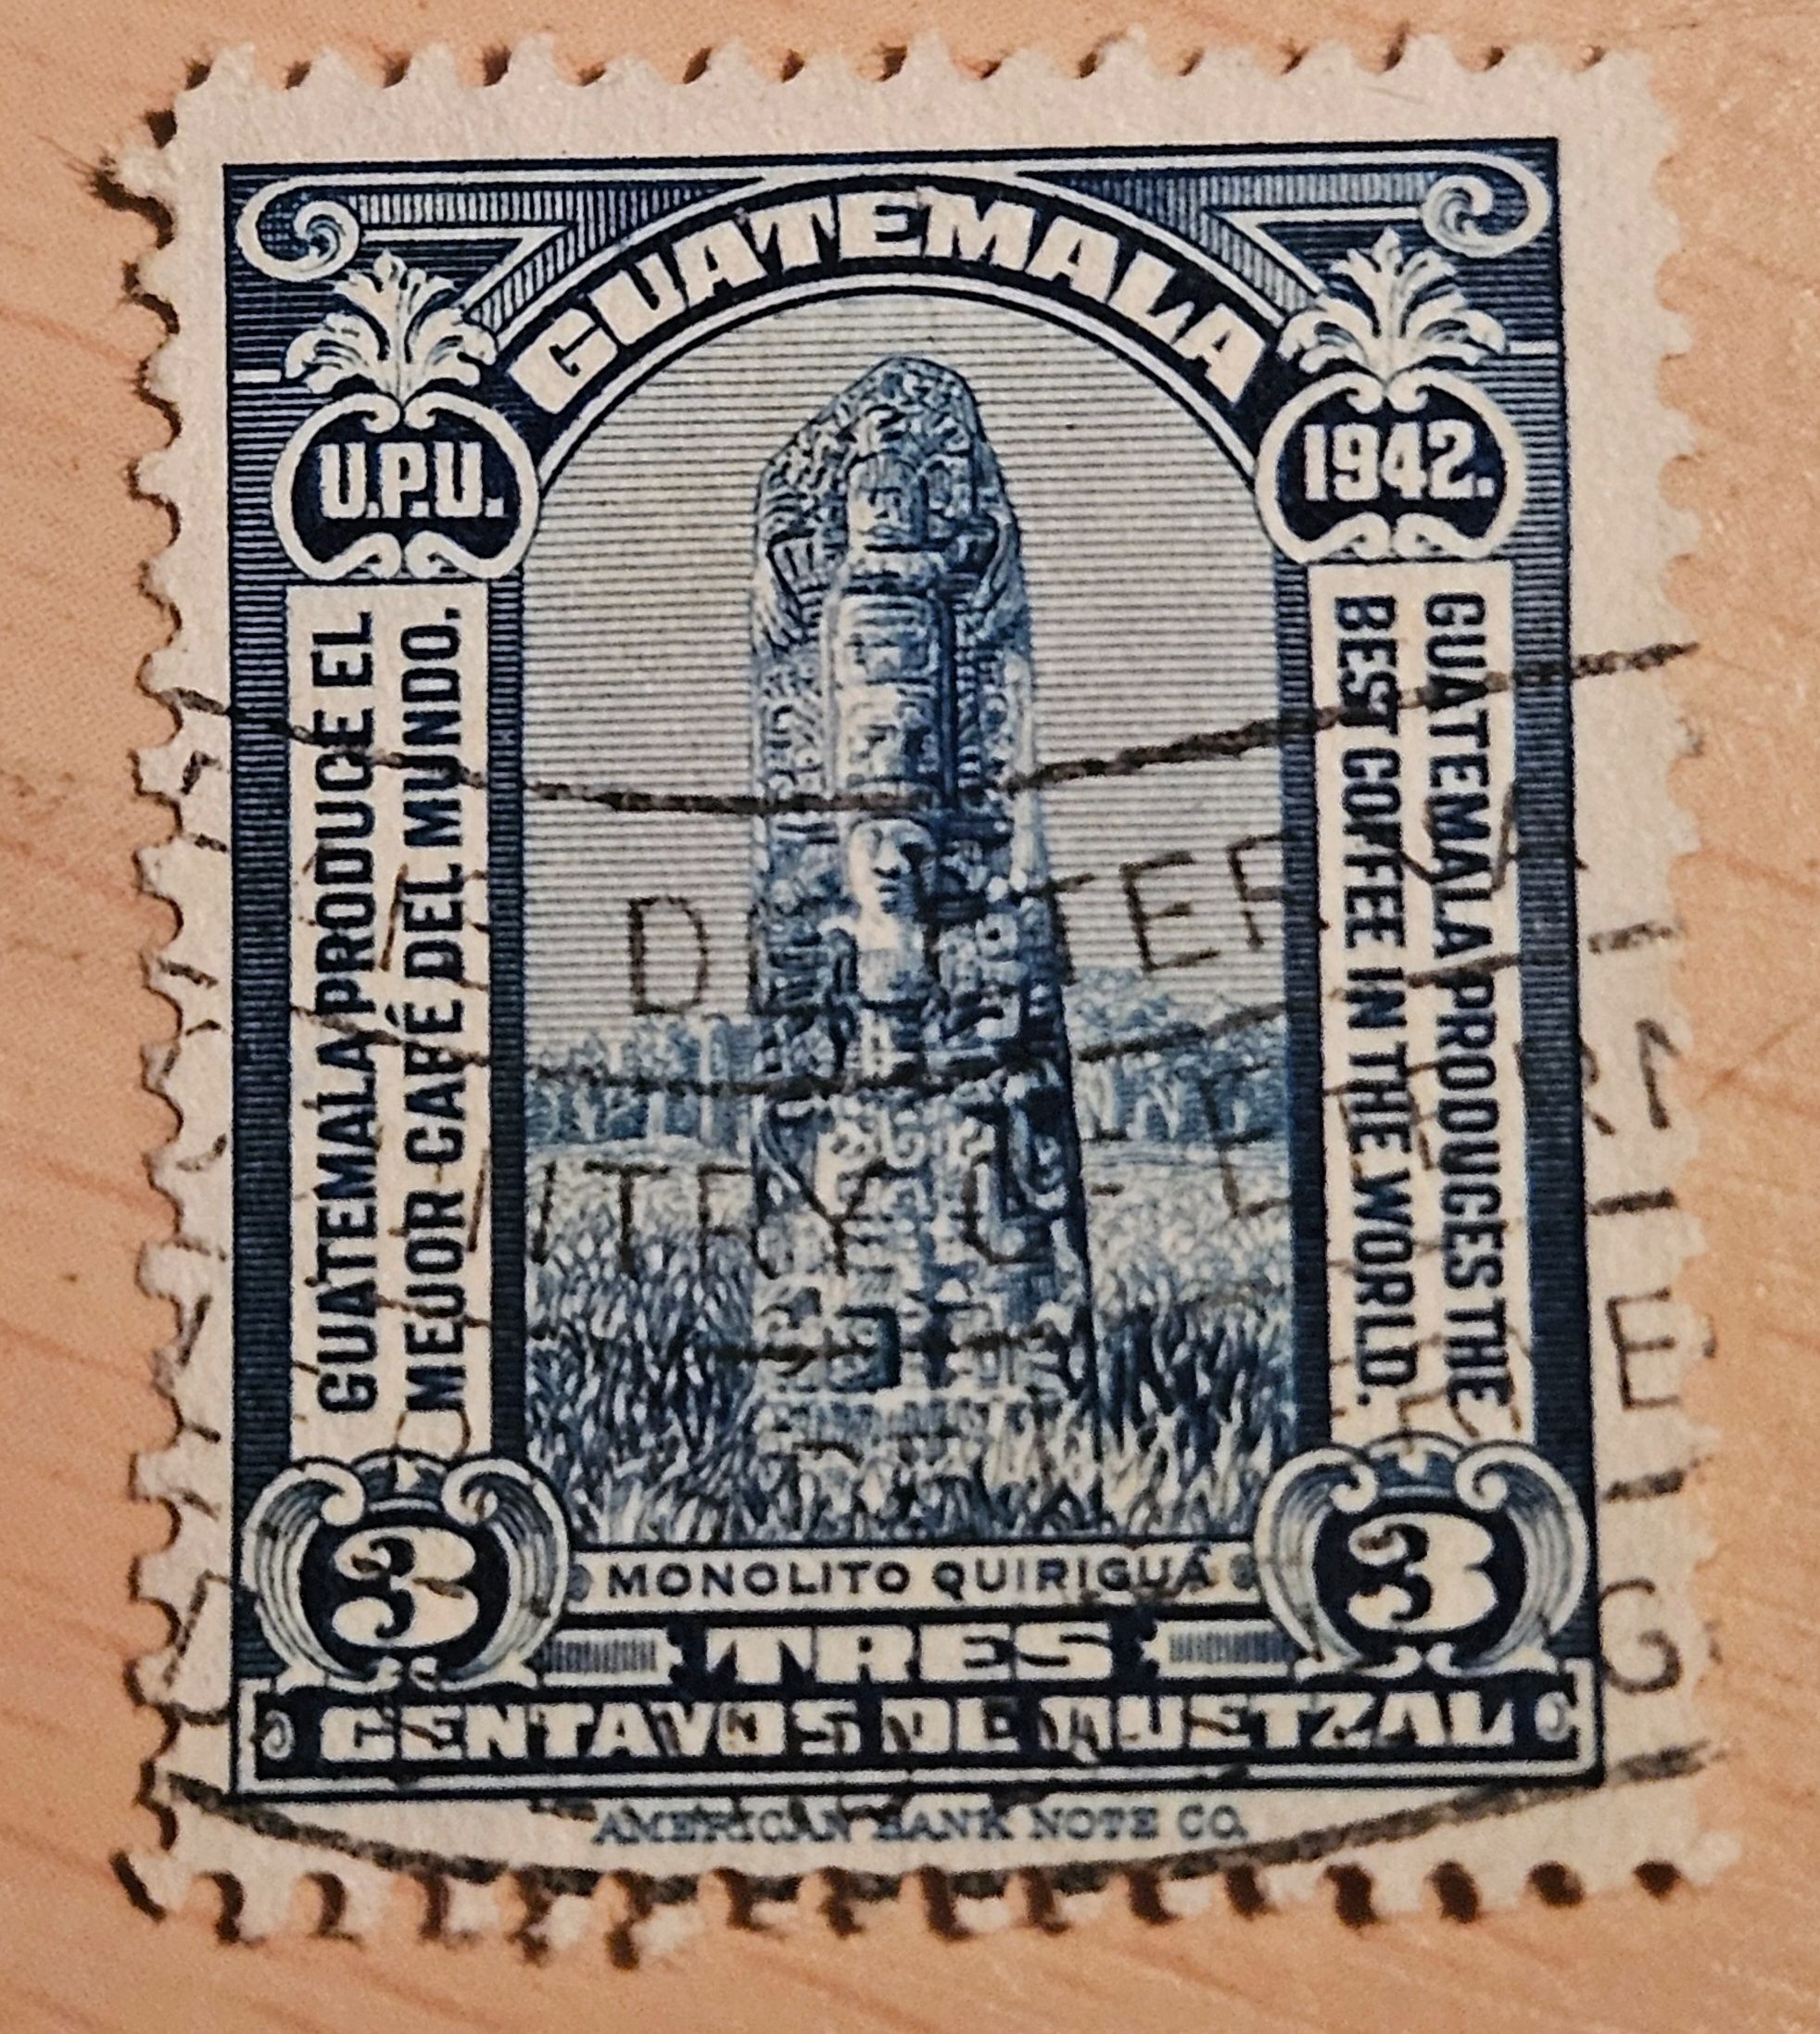 GUATEMALA
U.P.U.
1942.
GUATEMALA PRODUCE EL
MEJOR CAFÉ DEL MUNDO.
GUATEMALA PRODUCES THE
BEST COFFEE IN THE WORLD.
3
MONOLITO QUIRIGUÁ
3
TRES
CENTAVOS DE QUETZAL
AMERICAN BANK NOTE CO.